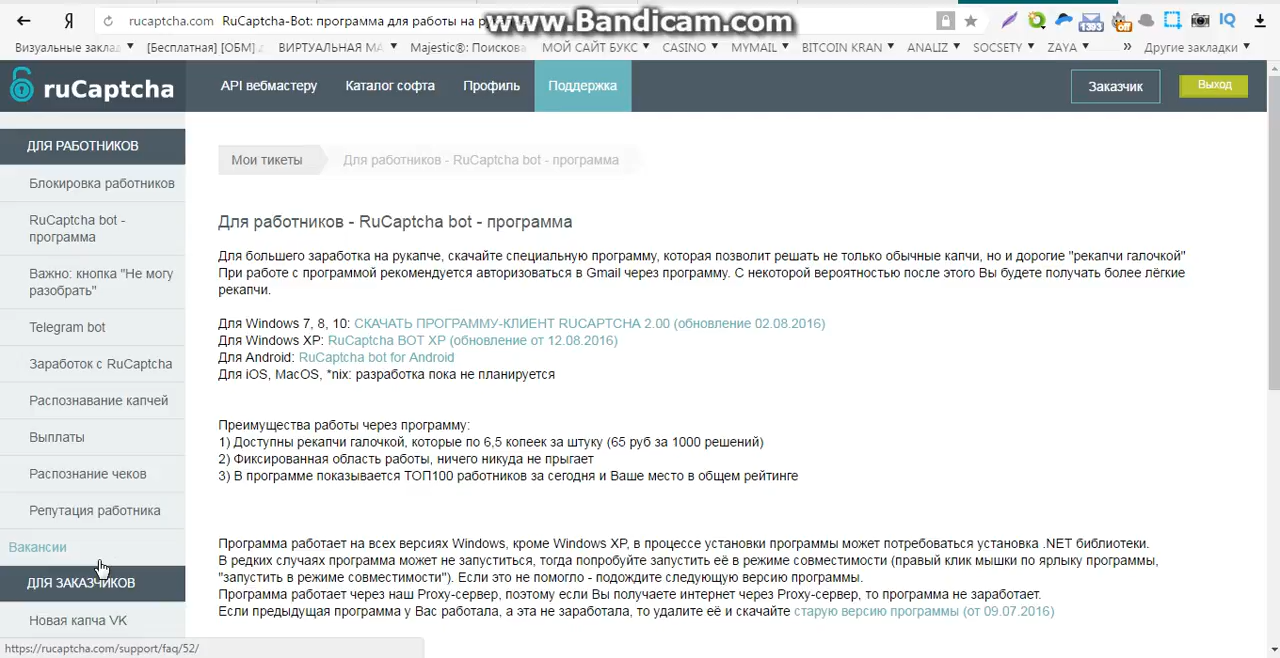 rucaptcha.com RuCaptcha-Bot: программа для работы на р
www.Bandicam.com
1393
off
Визуальные заклад
[Бесплатная] [ОБМ]
ВИРТУАЛЬНАЯ МА
Majestic®: Поискова
МОЙ САЙТ БУКС
CASINO
MYMAIL
BITCOIN KRAN
ANALIZ
SOCSETY
ZAYA
» Другие закладки
ruCaptcha
API вебмастеру
Каталог софта
Профиль
Поддержка
Заказчик
Выход
ДЛЯ РАБОТНИКОВ
Блокировка работников
RuCaptcha bot -
программа
Важно: кнопка "Не могу
разобрать"
Telegram bot
Заработок с RuCaptcha
Распознавание капчей
Выплаты
Распознание чеков
Репутация работника
Вакансии
ДЛЯ ЗАКАЗЧИКОВ
Новая капча VK
https://rucaptcha.com/support/faq/52/
Мои тикеты
Для работников - RuCaptcha bot - программа
Для работников - RuCaptcha bot - программа
Для большего заработка на рукапче, скачайте специальную программу, которая позволит решать не только обычные капчи, но и дорогие "рекапчи галочкой"
При работе с программой рекомендуется авторизоваться в Gmail через программу. С некоторой вероятностью после этого Вы будете получать более лёгкие
рекапчи.
Для Windows 7, 8, 10: СКАЧАТЬ ПРОГРАММУ-КЛИЕНТ RUCAPTCHA 2.00 (обновление 02.08.2016)
Для Windows XP: RuCaptcha BOT XP (обновление от 12.08.2016)
Для Android: RuCaptcha bot for Android
Для iOS, MacOS, *nix: разработка пока не планируется
Преимущества работы через программу:
1) Доступны рекапчи галочкой, которые по 6,5 копеек за штуку (65 руб за 1000 решений)
2) Фиксированная область работы, ничего никуда не прыгает
3) В программе показывается ТОП100 работников за сегодня и Ваше место в общем рейтинге
Программа работает на всех версиях Windows, кроме Windows XP, в процессе установки программы может потребоваться установка .NET библиотеки.
В редких случаях программа может не запуститься, тогда попробуйте запустить её в режиме совместимости (правый клик мышки по ярлыку программы,
"запустить в режиме совместимости"). Если это не помогло - подождите следующую версию программы.
Программа работает через наш Proxy-сервер, поэтому если Вы получаете интернет через Proxy-сервер, то программа не заработает.
Если предыдущая программа у Вас работала, а эта не заработала, то удалите её и скачайте старую версию программы (от 09.07.2016)